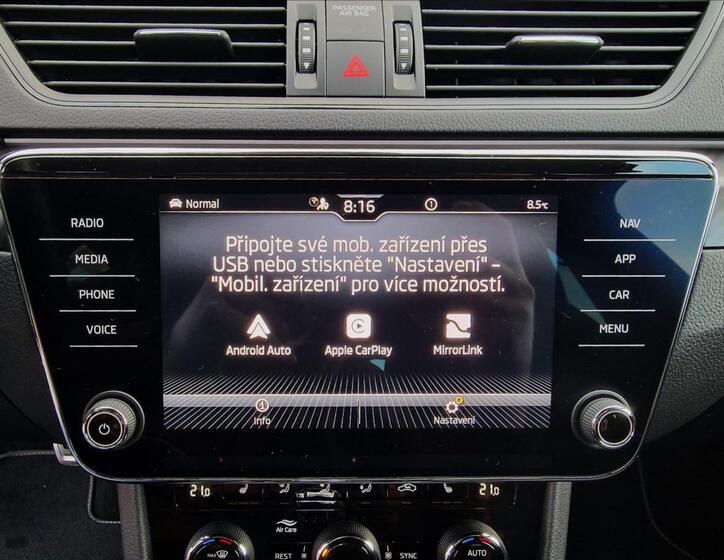 PASSENGER
AIR BAG
Normal 8:16 1 8.5°C
RADIO
MEDIA
PHONE
VOICE
Připojte své mob. zařízení přes
USB nebo stiskněte "Nastavení" –
"Mobil. zařízení" pro více možností.
Android Auto Apple CarPlay MirrorLink
Info Nastavení
NAV
APP
CAR
MENU
21.0 21.0
Air Care
MAX REST SYNC AUTO